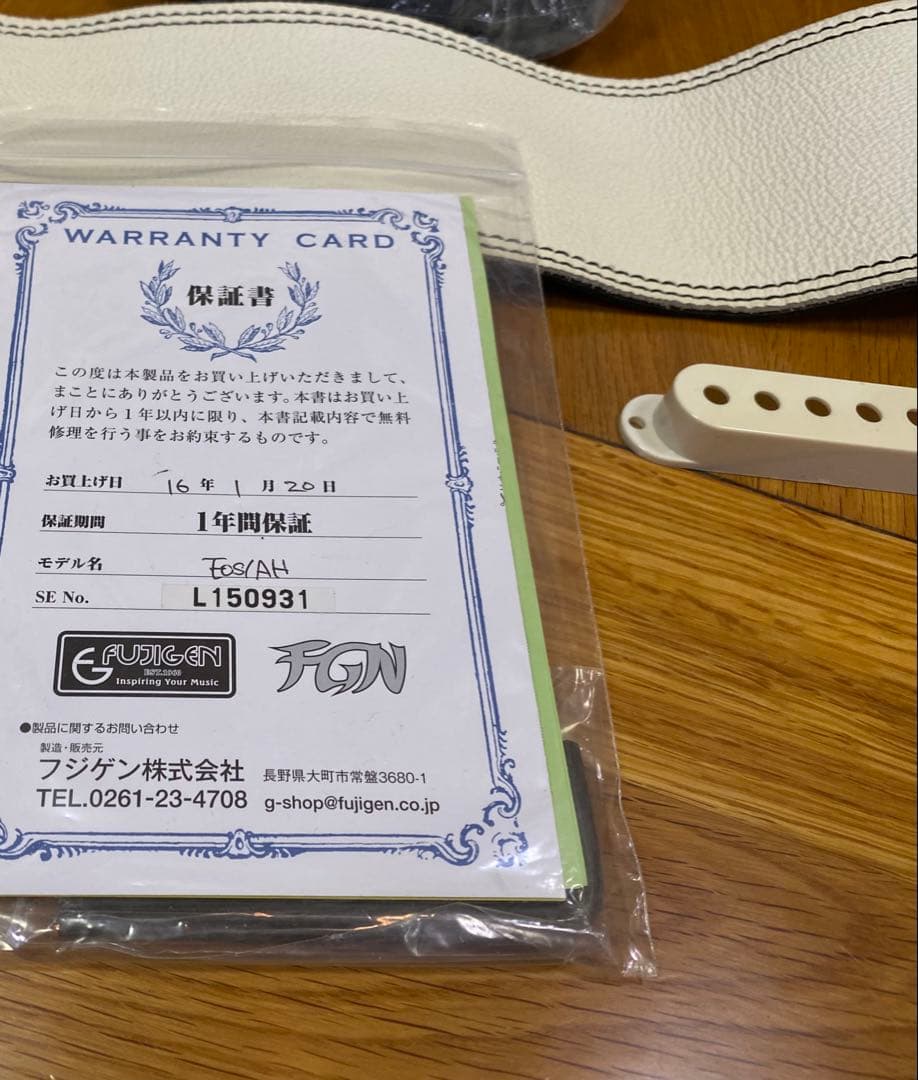 WARRANTY CARD
保証書
この度は本製品をお買い上げいただきまして、
まことにありがとうございます。本書はお買い上
げ日から1年以内に限り、本書記載内容で無料
修理を行う事をお約束するものです。
お買上げ日 '16 年 1 月 20 日
保証期間 1年間保証
モデル名 EOS/AH
SE No. L150931
FUJIGEN
EST.1960
Inspiring Your Music
FGN
●製品に関するお問い合わせ
製造・販売元
フジゲン株式会社 長野県大町市常盤3680-1
TEL.0261-23-4708 g-shop@fujigen.co.jp